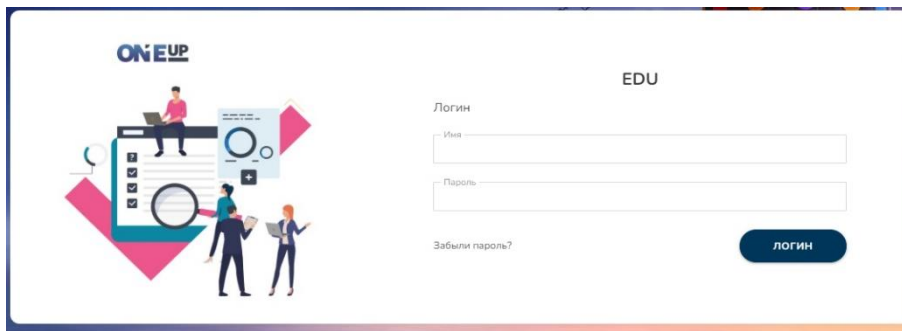 ONEUP
EDU
Логин
Имя
Пароль
Забыли пароль?
ЛОГИН